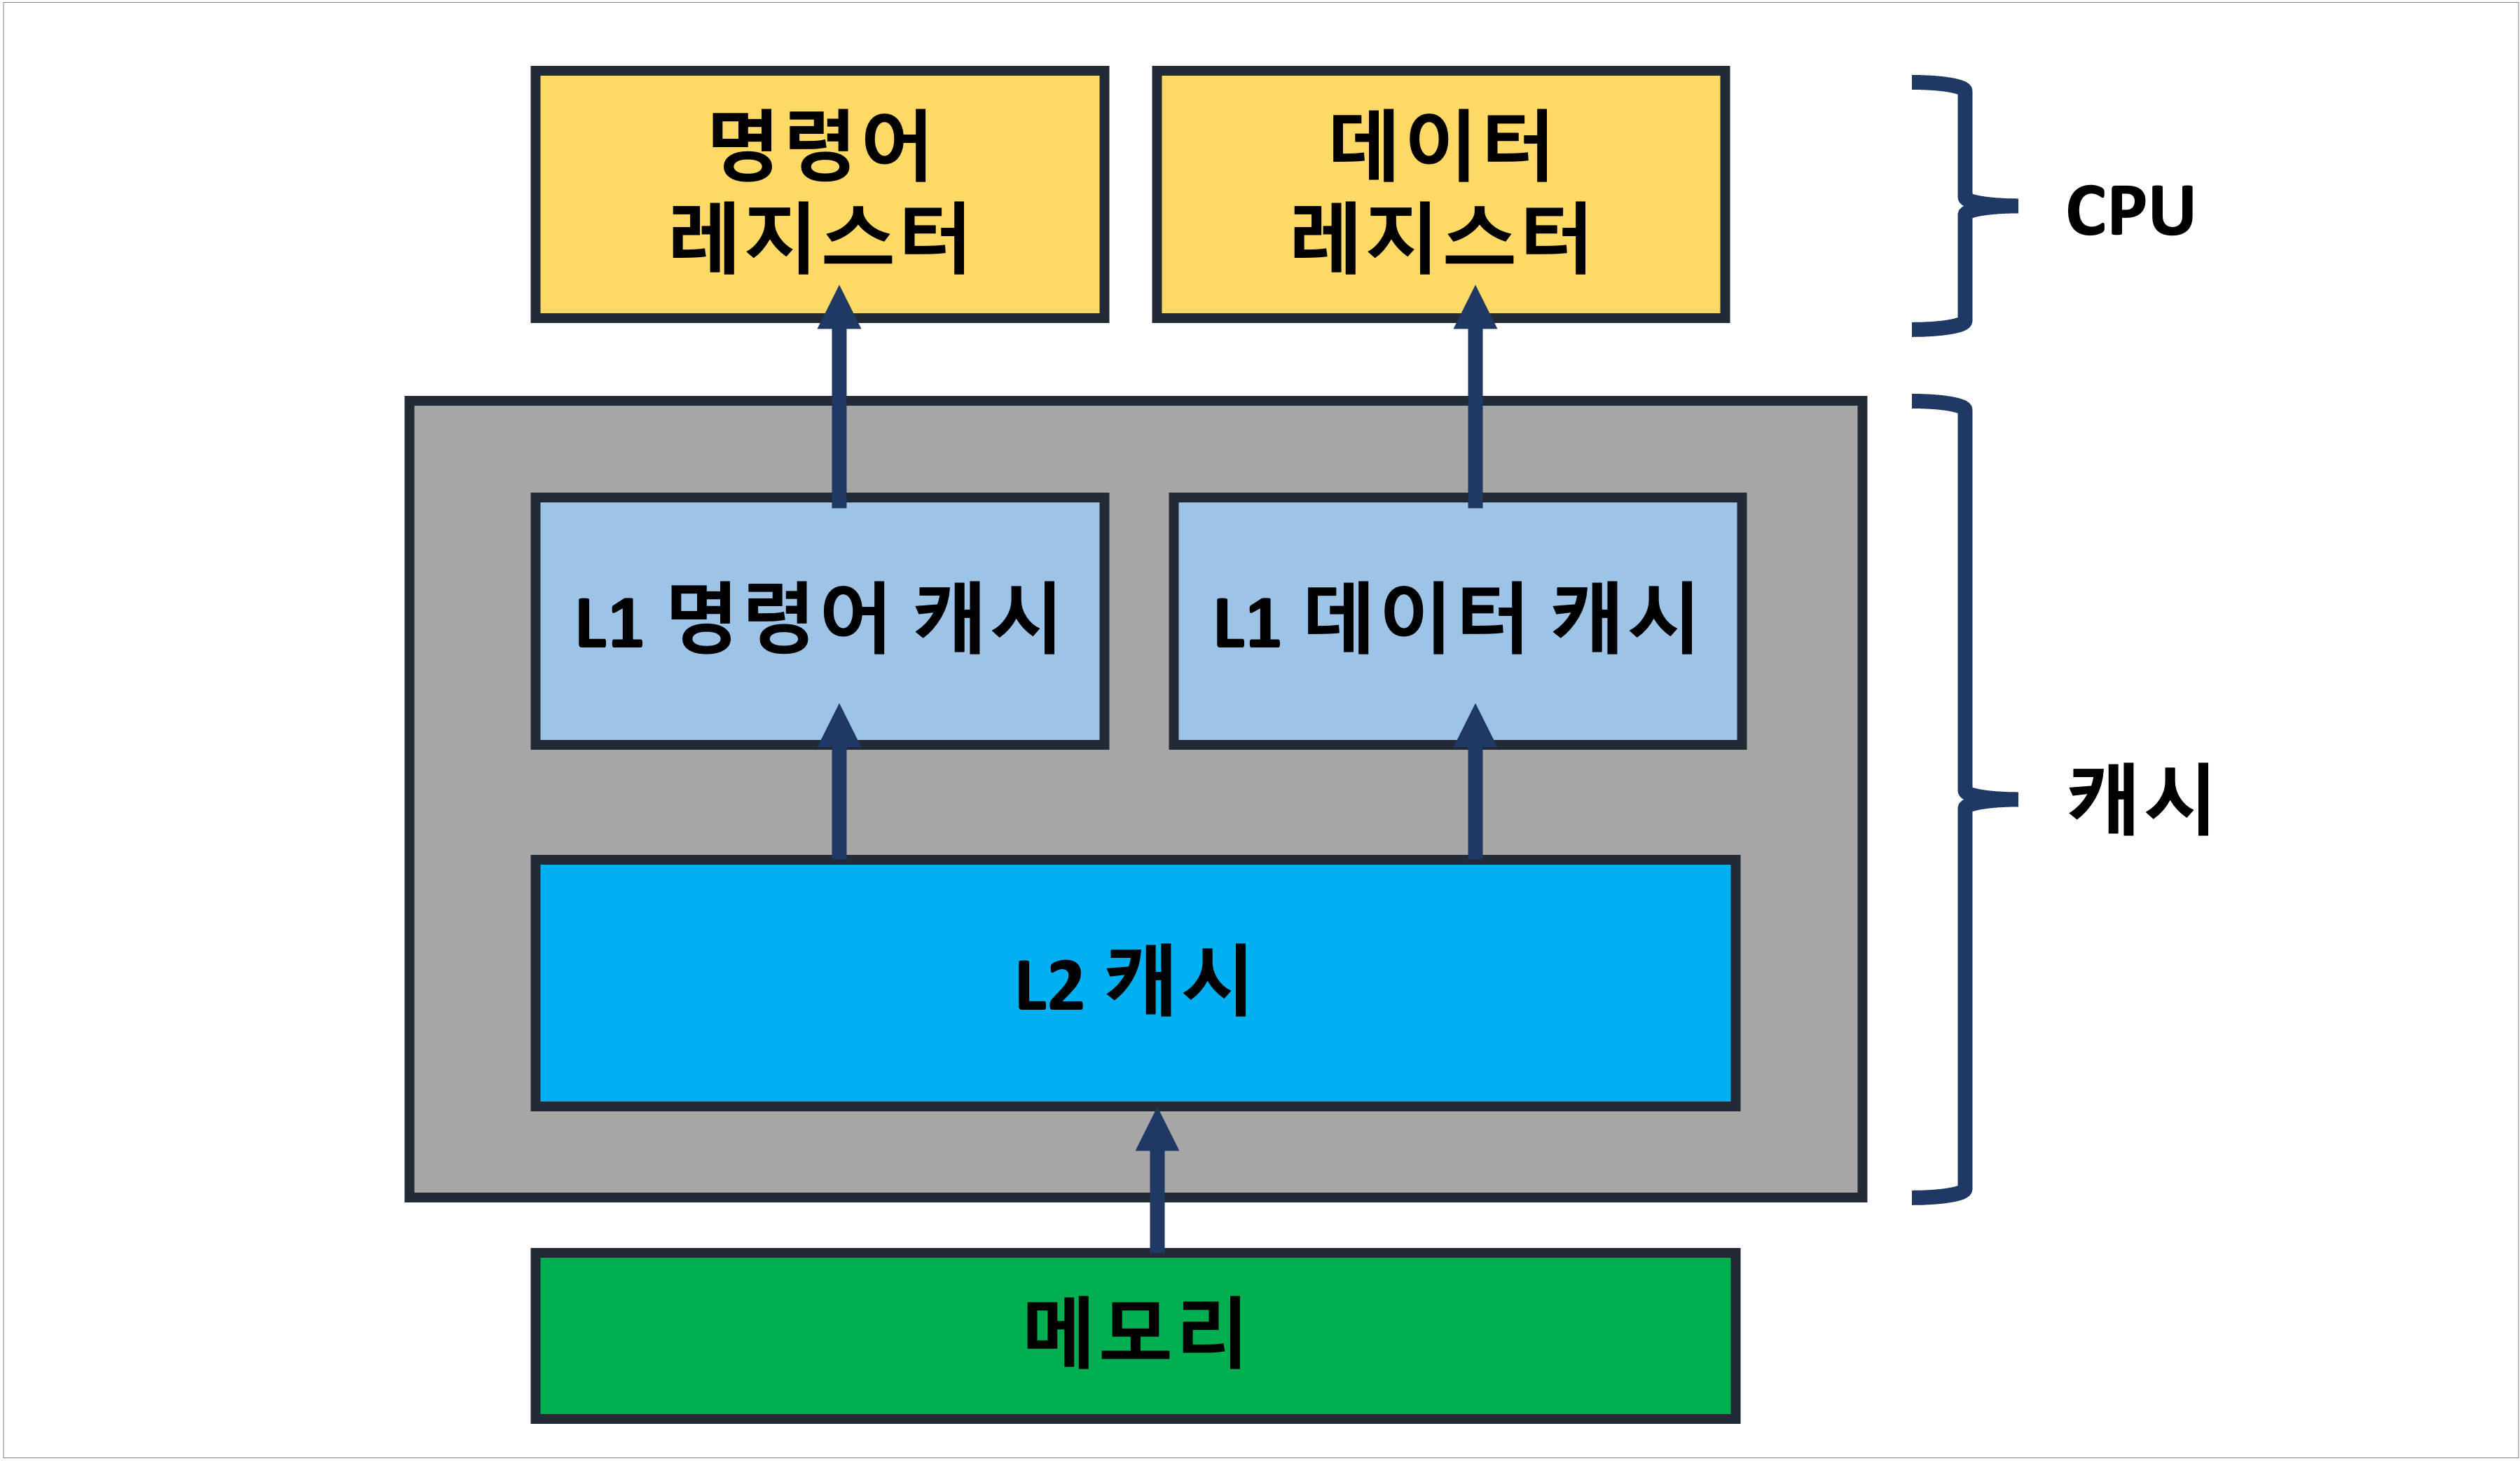 명령어
레지스터
데이터
레지스터
CPU
L1 명령어 캐시
L1 데이터 캐시
캐시
L2 캐시
메모리